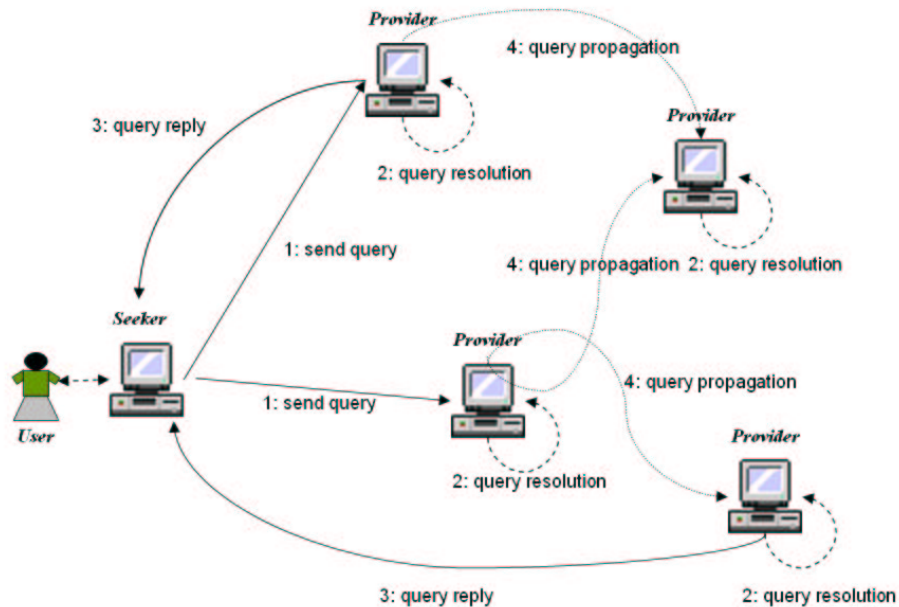 Provider
4: query propagation
Provider
3: query reply
2: query resolution
1: send query
4: query propagation
2: query resolution
Seeker
Provider
4: query propagation
1: send query
User
Provider
2: query resolution
3: query reply
2: query resolution